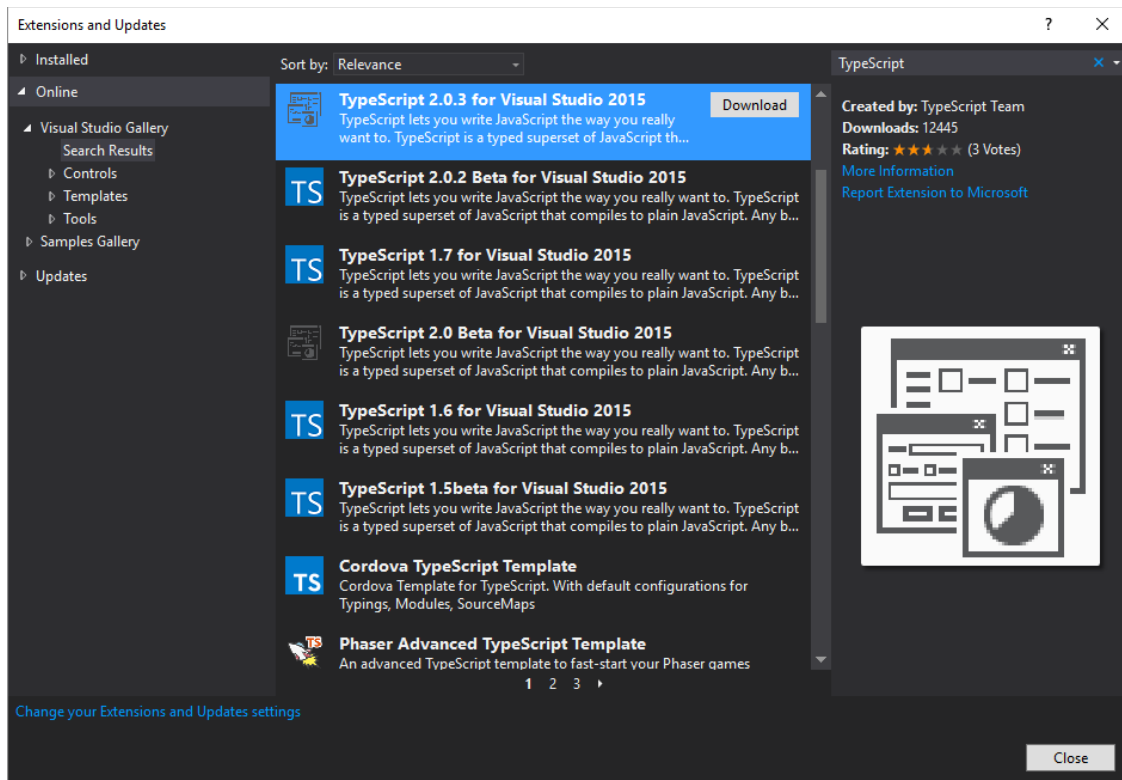 Extensions and Updates
?
Installed
Online
Visual Studio Gallery
Search Results
Controls
Templates
Tools
Samples Gallery
Updates
Sort by: Relevance
TypeScript 2.0.3 for Visual Studio 2015
Download
TypeScript lets you write JavaScript the way you really
want to. TypeScript is a typed superset of JavaScript th...
TS
TypeScript 2.0.2 Beta for Visual Studio 2015
TypeScript lets you write JavaScript the way you really want to. TypeScript
is a typed superset of JavaScript that compiles to plain JavaScript. Any b...
TS
TypeScript 1.7 for Visual Studio 2015
TypeScript lets you write JavaScript the way you really want to. TypeScript
is a typed superset of JavaScript that compiles to plain JavaScript. Any b...
TypeScript 2.0 Beta for Visual Studio 2015
TypeScript lets you write JavaScript the way you really want to. TypeScript
is a typed superset of JavaScript that compiles to plain JavaScript. Any b...
TS
TypeScript 1.6 for Visual Studio 2015
TypeScript lets you write JavaScript the way you really want to. TypeScript
is a typed superset of JavaScript that compiles to plain JavaScript. Any b...
TS
TypeScript 1.5beta for Visual Studio 2015
TypeScript lets you write JavaScript the way you really want to. TypeScript
is a typed superset of JavaScript that compiles to plain JavaScript. Any b...
TS
Cordova TypeScript Template
Cordova Template for TypeScript. With default configurations for
Typings, Modules, SourceMaps
TS
Phaser Advanced TypeScript Template
An advanced TypeScript template to fast-start your Phaser games
1 2 3
TypeScript
Created by: TypeScript Team
Downloads: 12445
Rating: (3 Votes)
More Information
Report Extension to Microsoft
Change your Extensions and Updates settings
Close